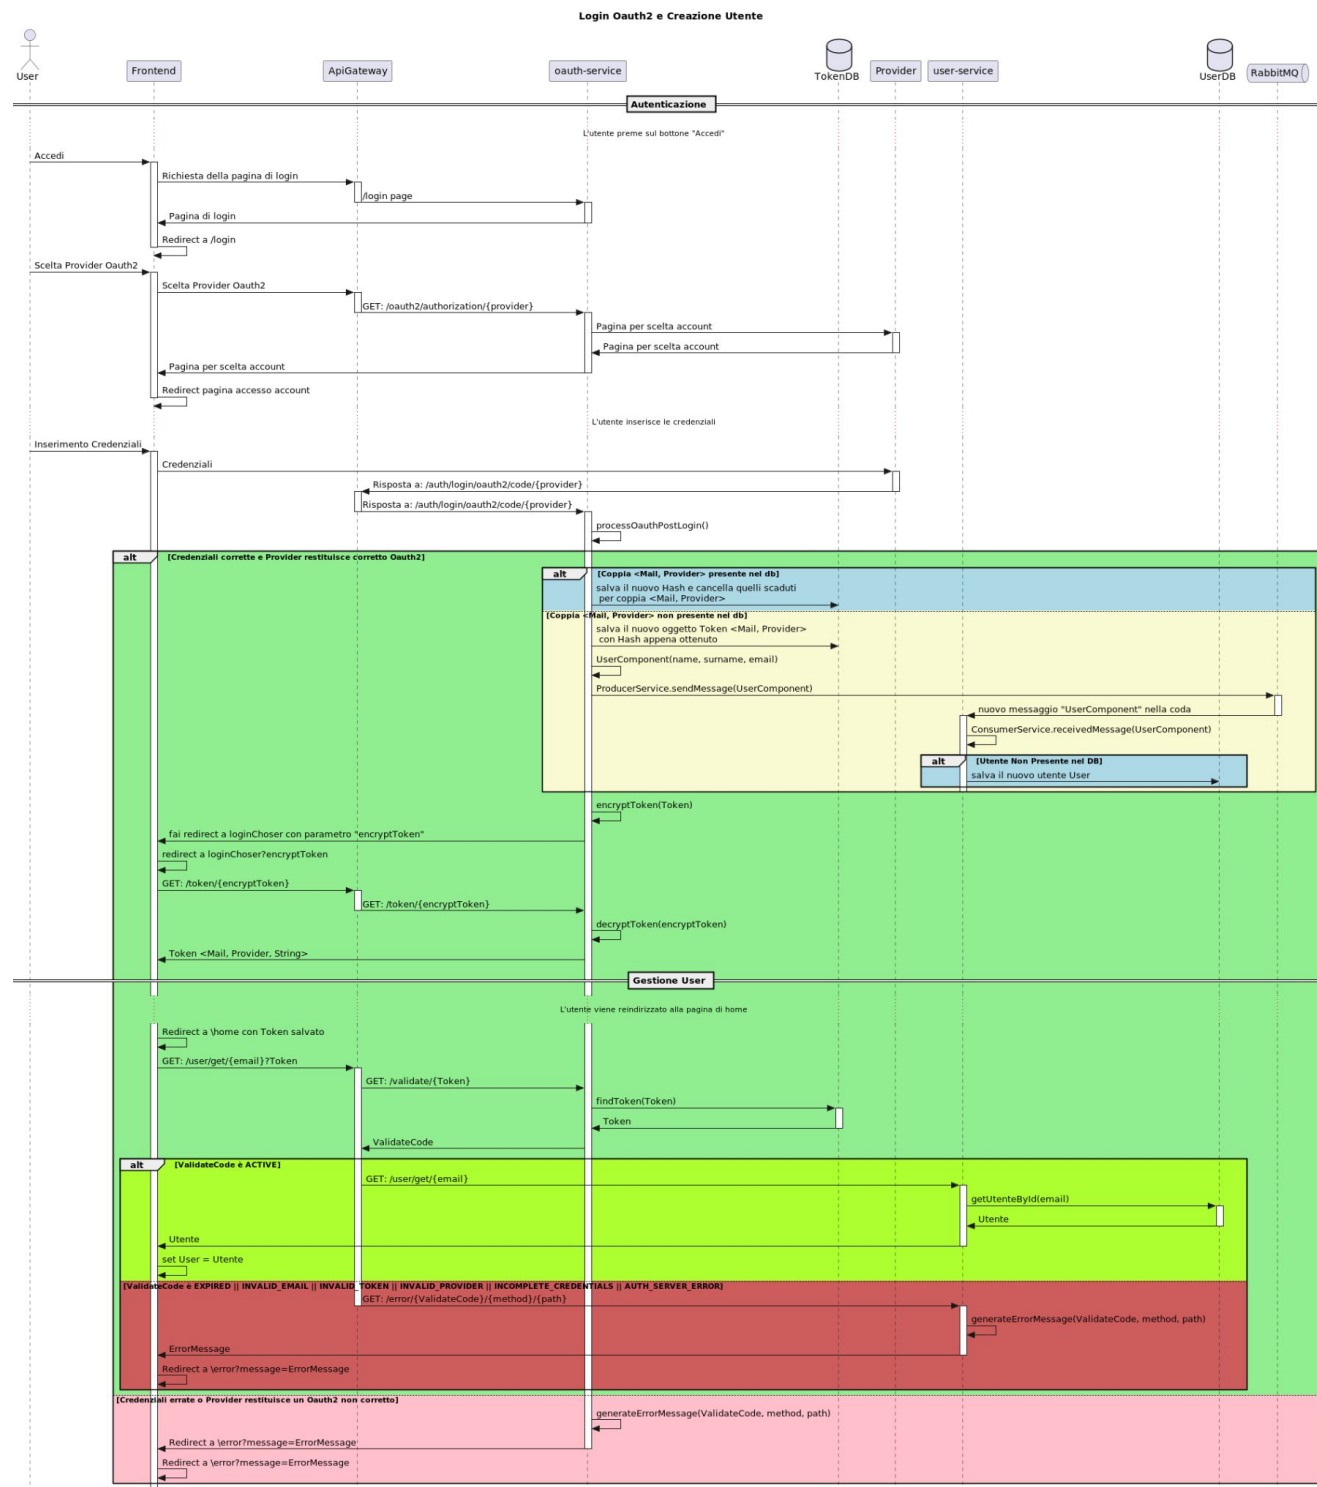 Login Oauth2 e Creazione Utente
User
Frontend
ApiGateway
oauth-service
TokenDB
Provider
user-service
UserDB
RabbitMQ
Autenticazione
L'utente preme sul bottone "Accedi"
Accedi
Richiesta della pagina di login
/login page
Pagina di login
Redirect a /login
Scelta Provider Oauth2
Scelta Provider Oauth2
GET: /oauth2/authorization/{provider}
Pagina per scelta account
Pagina per scelta account
Pagina per scelta account
Redirect pagina accesso account
L'utente inserisce le credenziali
Inserimento Credenziali
Credenziali
Risposta a: /auth/login/oauth2/code/{provider}
Risposta a: /auth/login/oauth2/code/{provider}
processOauthPostLogin()
alt [Credenziali corrette e Provider restituisce corretto Oauth2]
alt [Coppia <Mail, Provider> presente nel db]
salva il nuovo Hash e cancella quelli scaduti
per coppia <Mail, Provider>
[Coppia <Mail, Provider> non presente nel db]
salva il nuovo oggetto Token <Mail, Provider>
con Hash appena ottenuto
UserComponent(name, surname, email)
ProducerService.sendMessage(UserComponent)
nuovo messaggio "UserComponent" nella coda
ConsumerService.receivedMessage(UserComponent)
alt [Utente Non Presente nel DB]
salva il nuovo utente User
encryptToken(Token)
fai redirect a loginChoser con parametro "encryptToken"
redirect a loginChoser?encryptToken
GET: /token/{encryptToken}
GET: /token/{encryptToken}
decryptToken(encryptToken)
Token <Mail, Provider, String>
Gestione User
L'utente viene reindirizzato alla pagina di home
Redirect a \home con Token salvato
GET: /user/get/{email}?Token
GET: /validate/{Token}
findToken(Token)
Token
ValidateCode
alt [ValidateCode è ACTIVE]
GET: /user/get/{email}
getUtenteById(email)
Utente
Utente
set User = Utente
[ValidateCode è EXPIRED || INVALID_EMAIL || INVALID_TOKEN || INVALID_PROVIDER || INCOMPLETE_CREDENTIALS || AUTH_SERVER_ERROR]
GET: /error/{ValidateCode}/{method}/{path}
generateErrorMessage(ValidateCode, method, path)
ErrorMessage
Redirect a \error?message=ErrorMessage
[Credenziali errate o Provider restituisce un Oauth2 non corretto]
generateErrorMessage(ValidateCode, method, path)
Redirect a \error?message=ErrorMessage
Redirect a \error?message=ErrorMessage